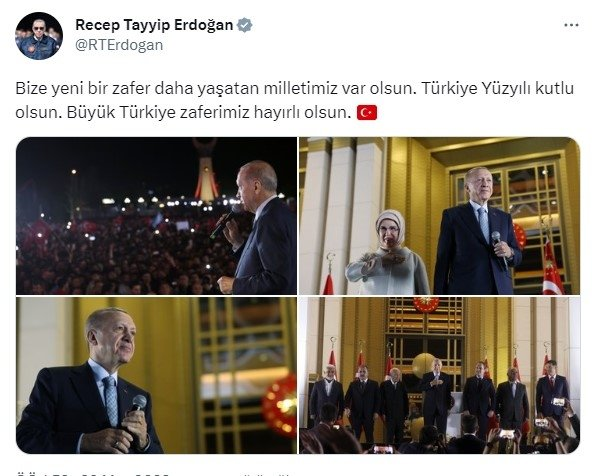 Recep Tayyip Erdoğan
@RTErdogan
Bize yeni bir zafer daha yaşatan milletimiz var olsun. Türkiye Yüzyılı kutlu
olsun. Büyük Türkiye zaferimiz hayırlı olsun. 🇹🇷